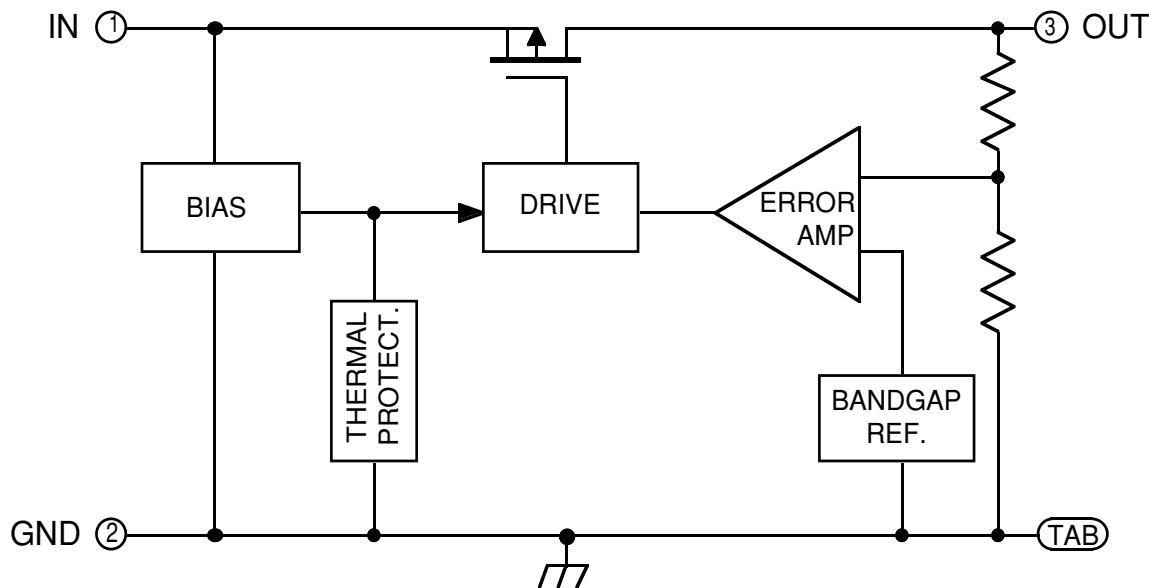 IN 1
3 OUT
BIAS
DRIVE
ERROR
AMP
THERMAL
PROTECT.
BANDGAP
REF.
GND 2
TAB